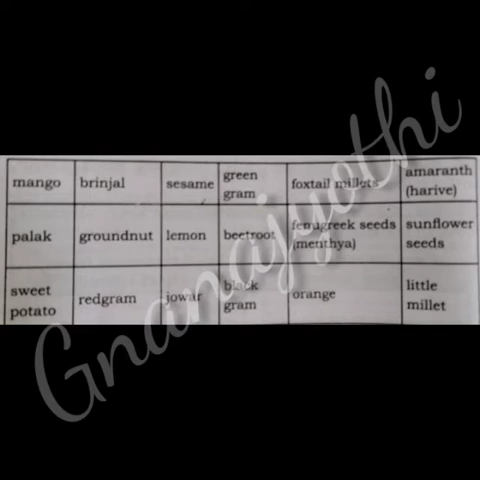 mango brinjal sesame green gram foxtail millets amaranth (harive)
palak groundnut lemon beetroot fenugreek seeds (menthya) sunflower seeds
sweet potato redgram jowar black gram orange little millet
Gnanajyothi